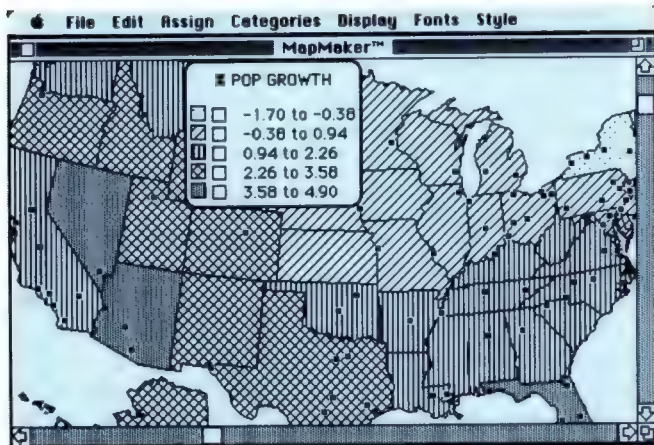 File Edit Assign Categories Display Fonts Style
MapMaker™
POP GROWTH
-1.70 to -0.38
-0.38 to 0.94
0.94 to 2.26
2.26 to 3.58
3.58 to 4.90